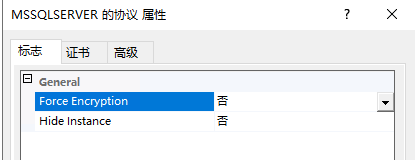 MSSQLSERVER 的协议 属性
? ×
标志 证书 高级
General
Force Encryption 否
Hide Instance 否